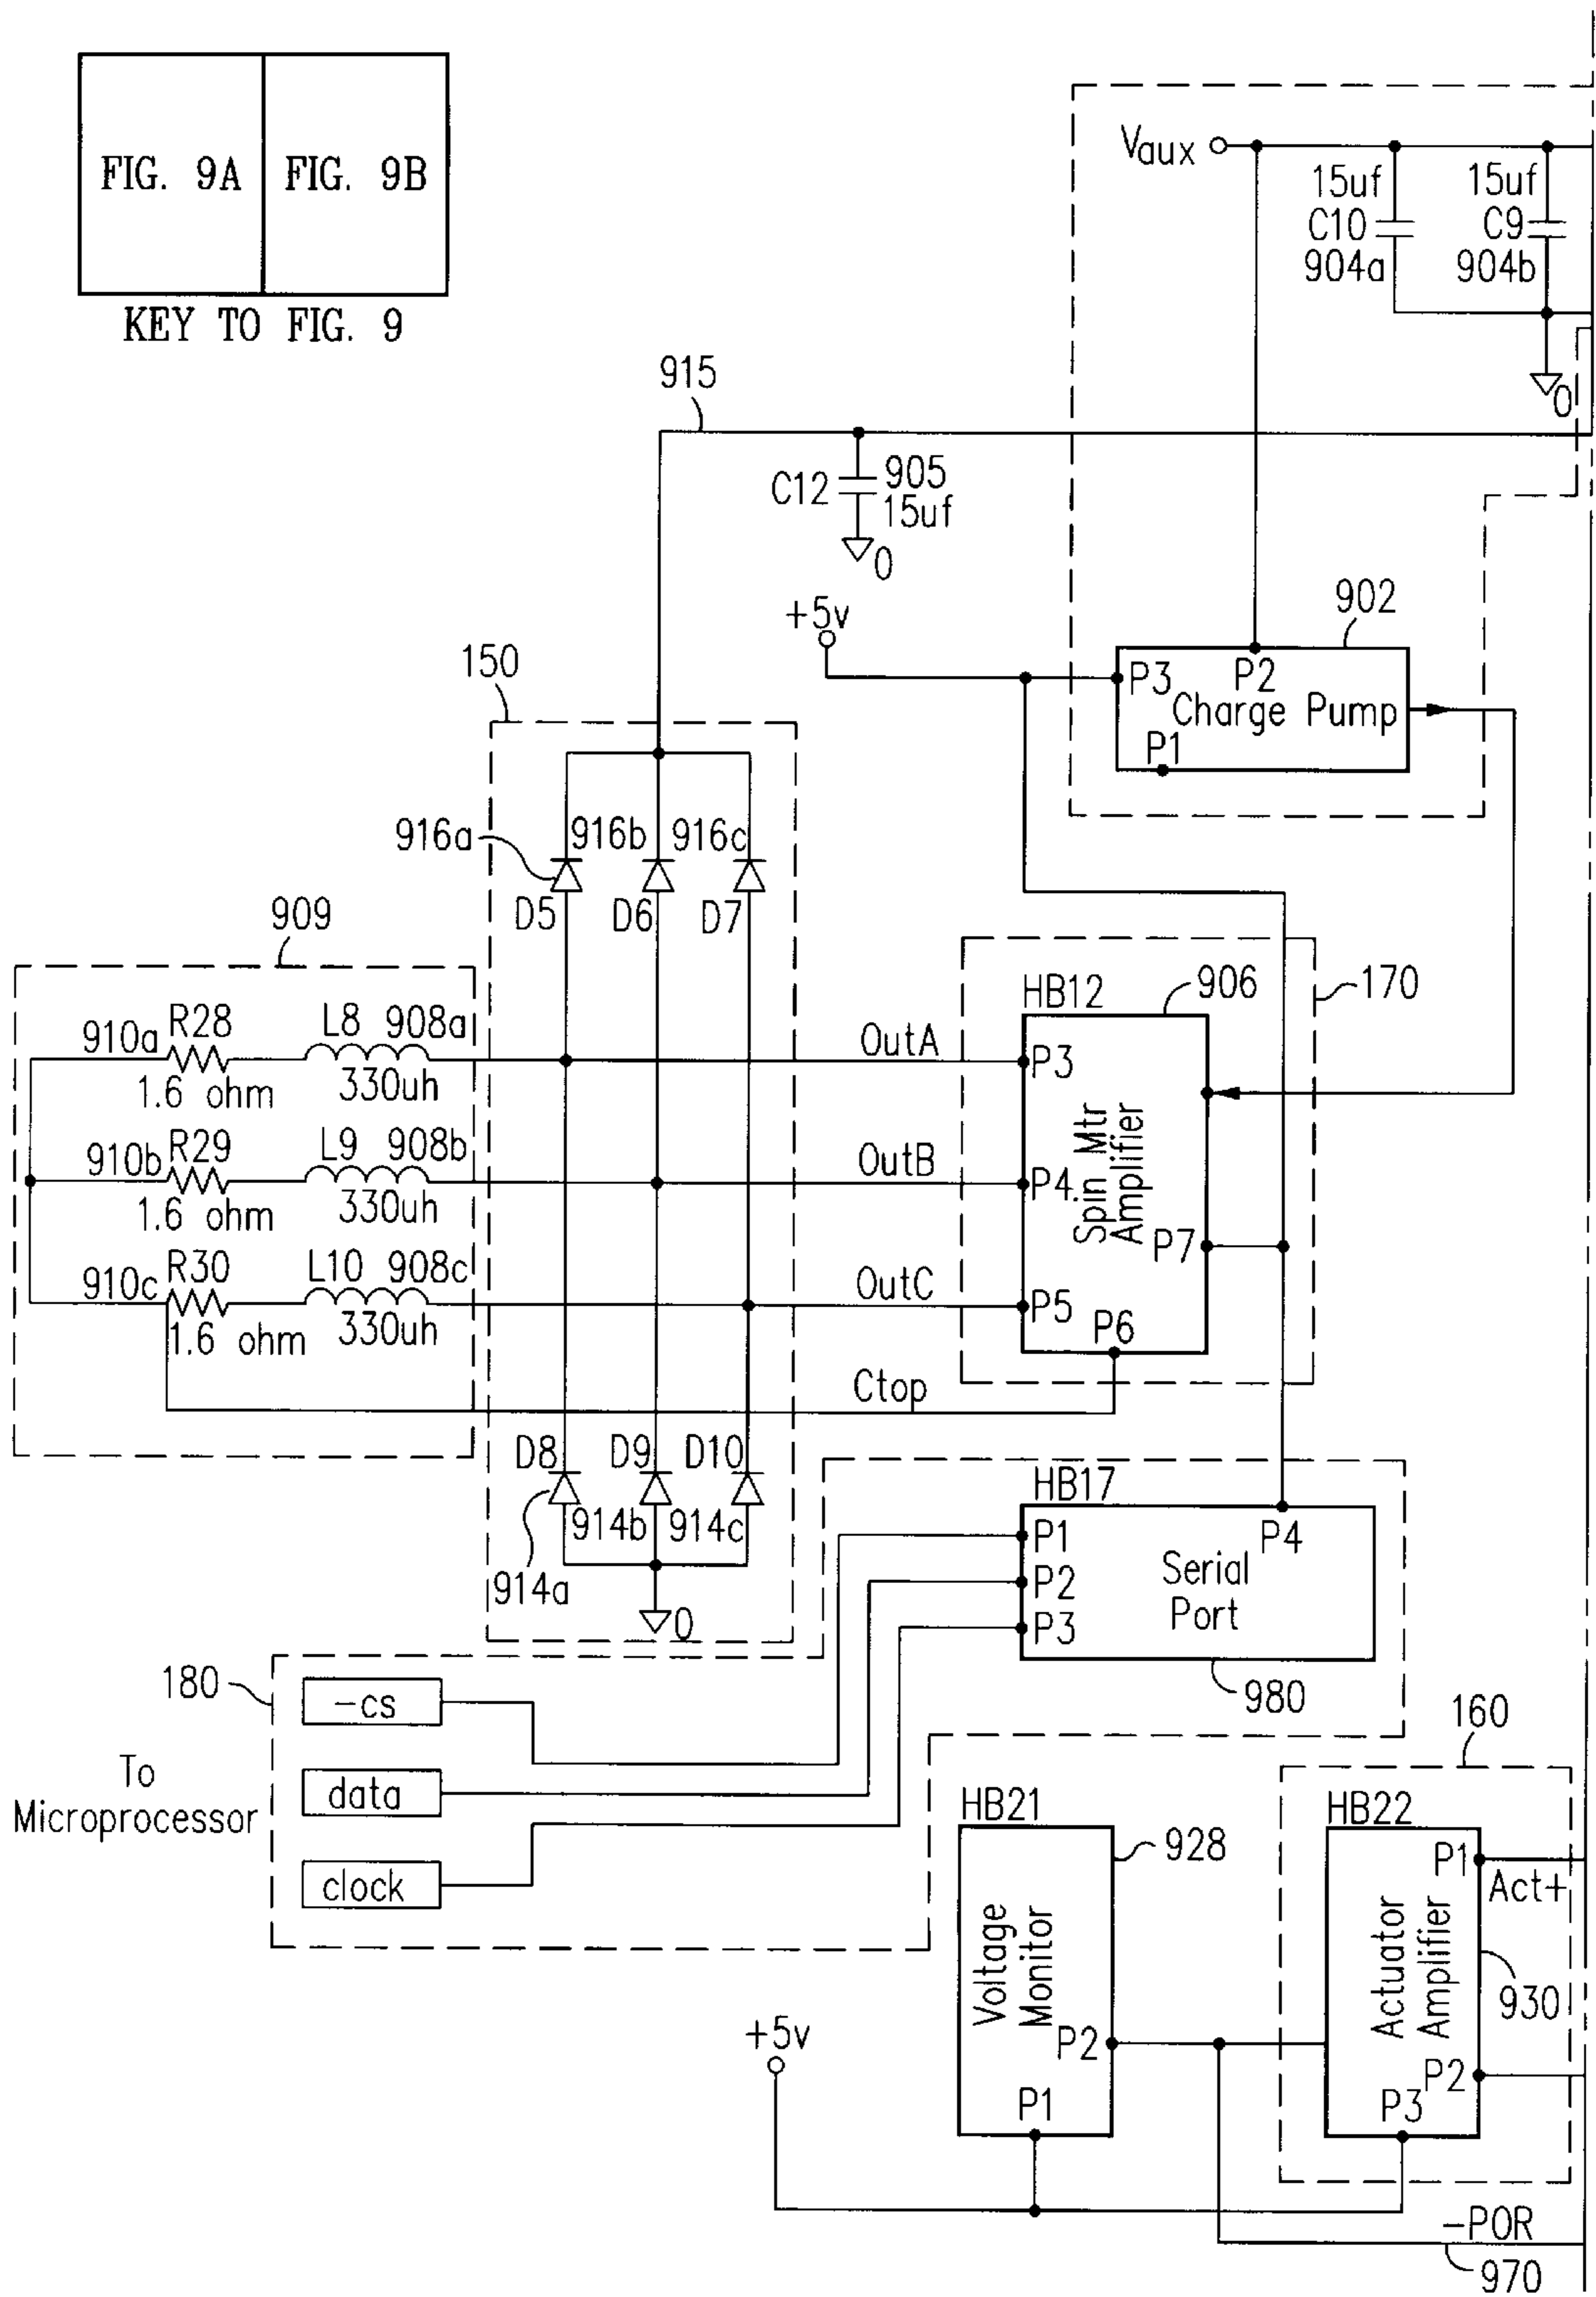 FIG. 9A
FIG. 9B
KEY TO FIG. 9
Vaux
15uf
C10
904a
15uf
C9
904b
0
915
C12
905
15uf
0
+5v
902
P3
P2
Charge Pump
P1
150
916a
916b
916c
D5
D6
D7
909
910a
R28
1.6 ohm
L8
908a
330uh
910b
R29
1.6 ohm
L9
908b
330uh
910c
R30
1.6 ohm
L10
908c
330uh
OutA
OutB
OutC
Ctop
HB12
906
170
P3
P4
P5
P6
P7
Spin Mtr
Amplifier
D8
D9
D10
914a
914b
914c
0
HB17
P1
P2
P3
P4
Serial
Port
980
180
-cs
data
clock
To
Microprocessor
HB21
928
Voltage
Monitor
P2
P1
160
HB22
P1
Act+
Actuator
Amplifier
930
P2
P3
+5v
-POR
970